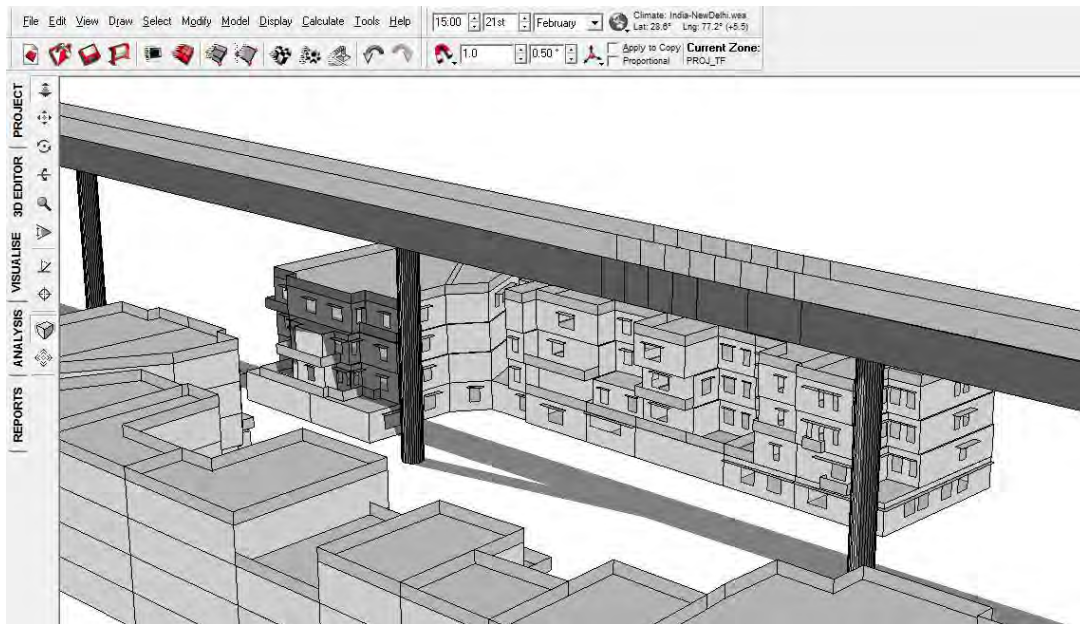 File Edit View Draw Select Modify Model Display Calculate Tools Help
15:00 21st February
Climate: India-NewDelhi.wea
Lat: 28.6° Lng: 77.2° (+5.5)
1.0 0.50 °
Apply to Copy
Proportional
Current Zone:
PROJ_TF
PROJECT
3D EDITOR
VISUALISE
ANALYSIS
REPORTS